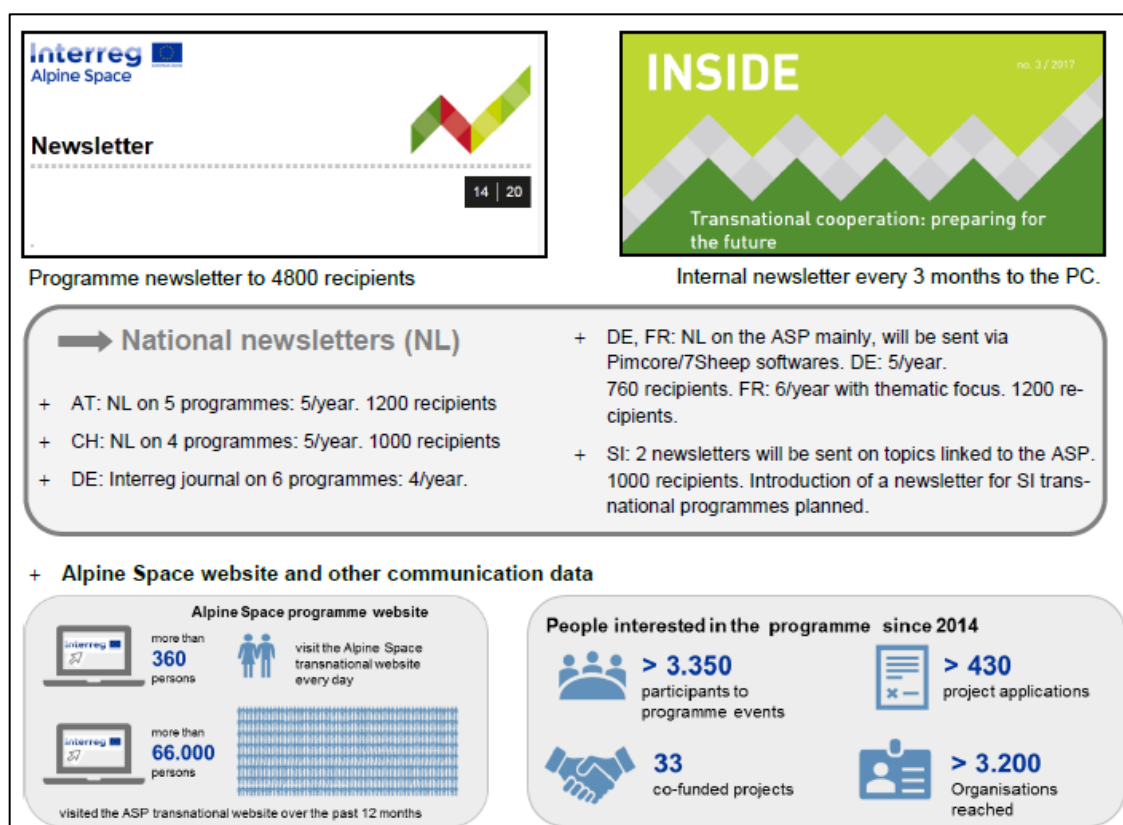 Interreg
Alpine Space
Newsletter
14 | 20
INSIDE
no. 3 / 2017
Transnational cooperation: preparing for
the future
Programme newsletter to 4800 recipients
Internal newsletter every 3 months to the PC.
National newsletters (NL)
+ AT: NL on 5 programmes: 5/year. 1200 recipients
+ CH: NL on 4 programmes: 5/year. 1000 recipients
+ DE: Interreg journal on 6 programmes: 4/year.
+ DE, FR: NL on the ASP mainly, will be sent via
Pimcore/7Sheep softwares. DE: 5/year.
760 recipients. FR: 6/year with thematic focus. 1200 re-
cipients.
+ SI: 2 newsletters will be sent on topics linked to the ASP.
1000 recipients. Introduction of a newsletter for SI trans-
national programmes planned.
+ Alpine Space website and other communication data
Alpine Space programme website
Interreg
more than
360
persons
visit the Alpine Space
transnational website
every day
Interreg
more than
66.000
persons
visited the ASP transnational website over the past 12 months
People interested in the programme since 2014
> 3.350
participants to
programme events
> 430
project applications
33
co-funded projects
> 3.200
Organisations
reached